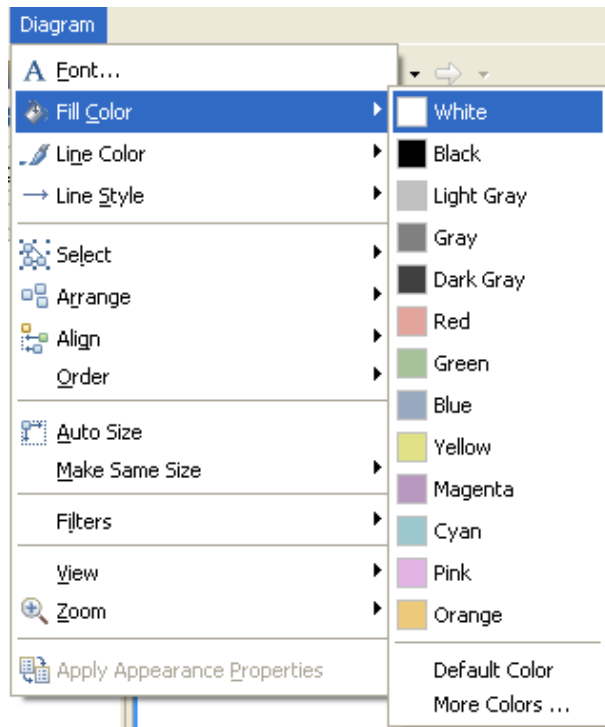 Diagram
Font...
Fill Color
Line Color
Line Style
Select
Arrange
Align
Order
Auto Size
Make Same Size
Filters
View
Zoom
Apply Appearance Properties
White
Black
Light Gray
Gray
Dark Gray
Red
Green
Blue
Yellow
Magenta
Cyan
Pink
Orange
Default Color
More Colors ...